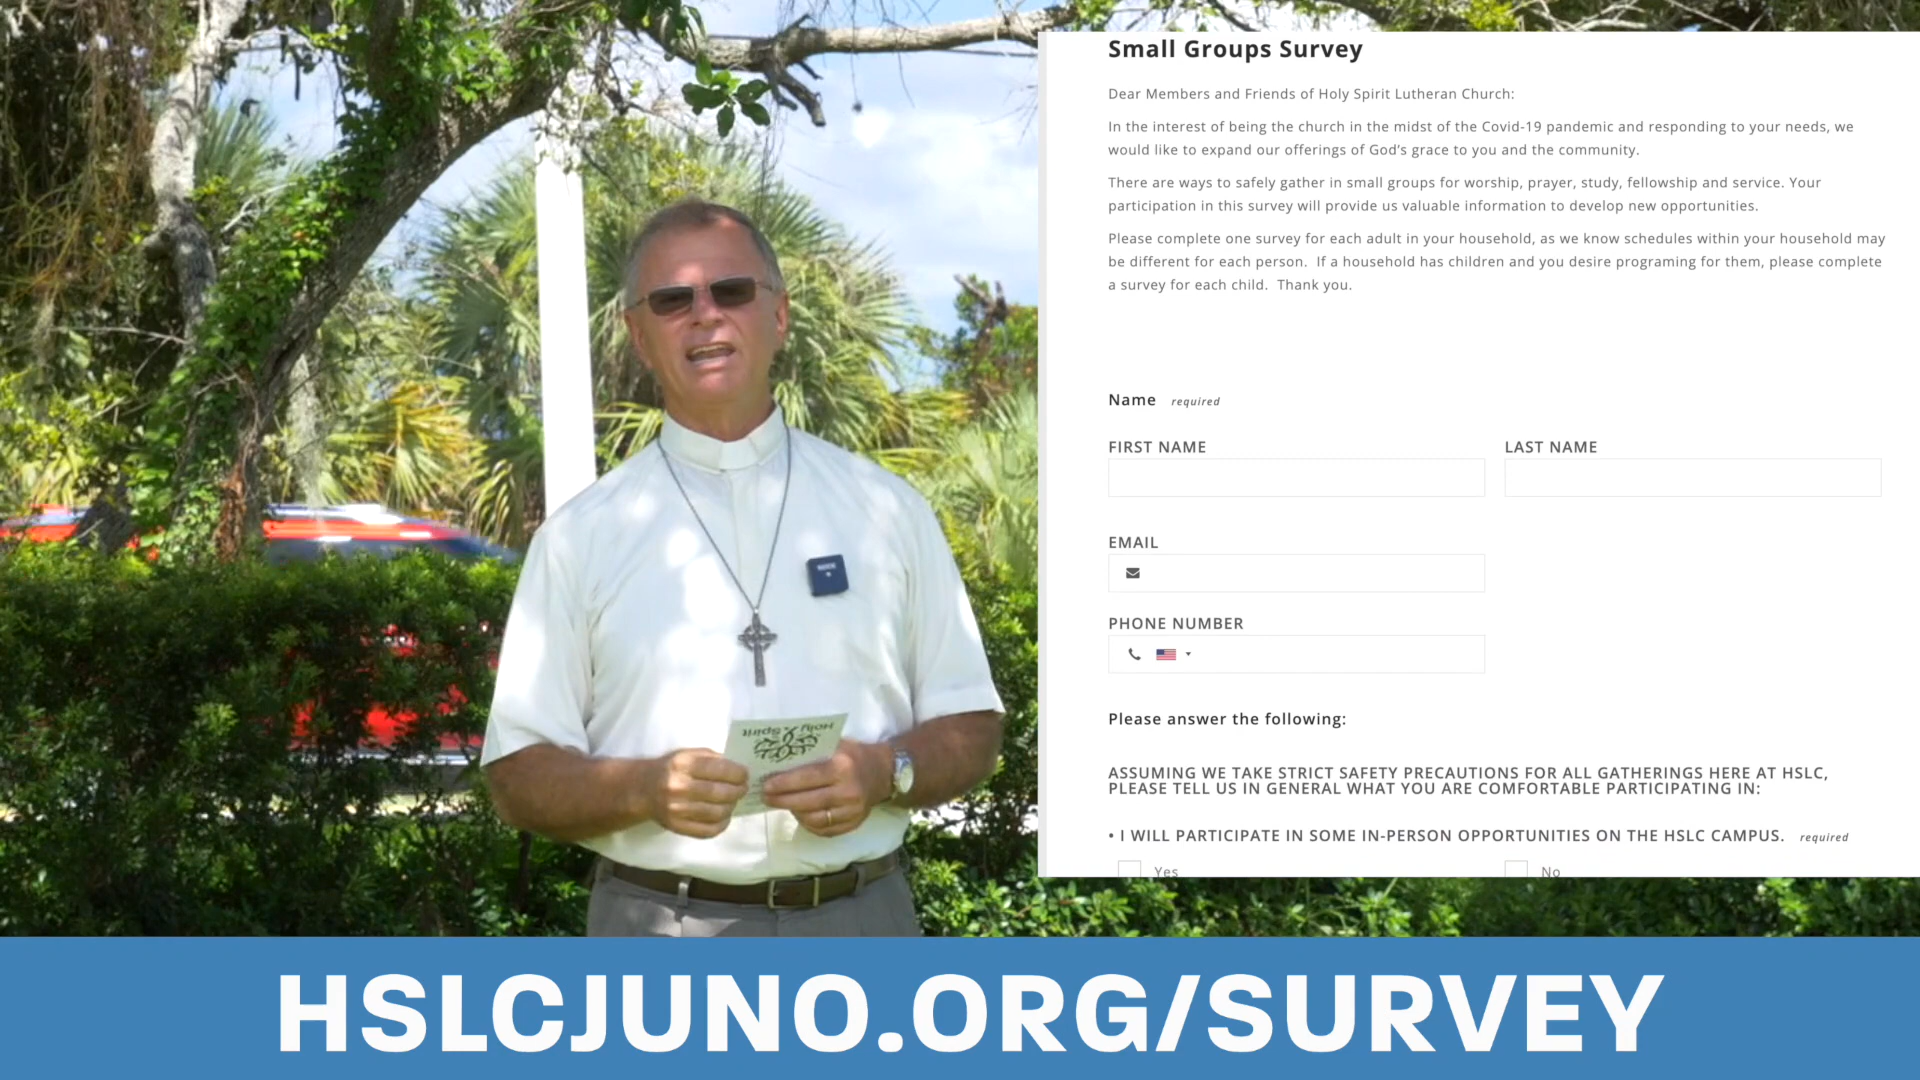 Small Groups Survey
Dear Members and Friends of Holy Spirit Lutheran Church:
In the interest of being the church in the midst of the Covid-19 pandemic and responding to your needs, we
would like to expand our offerings of God's grace to you and the community.
There are ways to safely gather in small groups for worship, prayer, study, fellowship and service. Your
participation in this survey will provide us valuable information to develop new opportunities.
Please complete one survey for each adult in your household, as we know schedules within your household may
be different for each person.  If a household has children and you desire programing for them, please complete
a survey for each child.  Thank you.
Name required
FIRST NAME
LAST NAME
EMAIL
PHONE NUMBER
Please answer the following:
ASSUMING WE TAKE STRICT SAFETY PRECAUTIONS FOR ALL GATHERINGS HERE AT HSLC,
PLEASE TELL US IN GENERAL WHAT YOU ARE COMFORTABLE PARTICIPATING IN:
• I WILL PARTICIPATE IN SOME IN-PERSON OPPORTUNITIES ON THE HSLC CAMPUS. required
Yes
No
Holy Spirit
HSLCJUNO.ORG/SURVEY